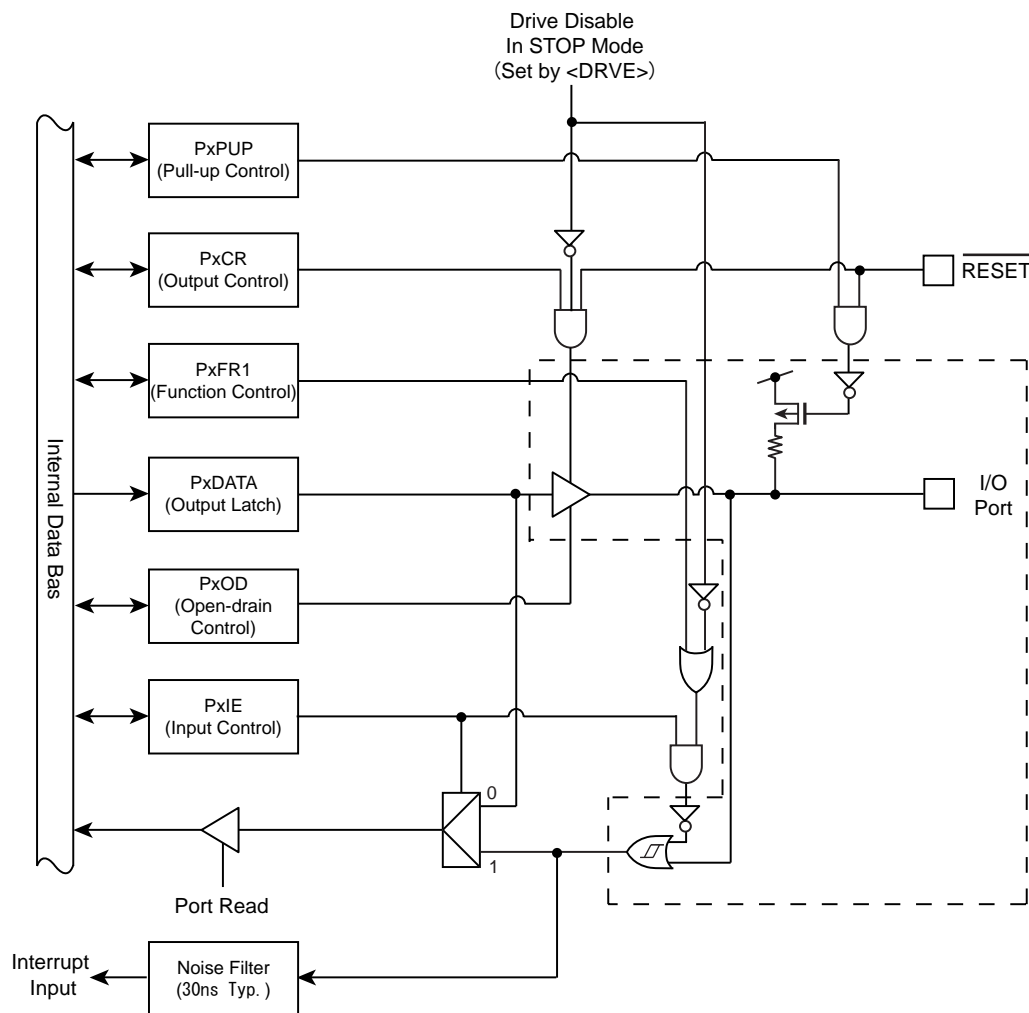 Drive Disable
In STOP Mode
(Set by <DRVE>)
PxPUP
(Pull-up Control)
PxCR
(Output Control)
RESET
PxFR1
(Function Control)
Internal Data Bas
PxDATA
(Output Latch)
I/O
Port
PxOD
(Open-drain
Control)
PxIE
(Input Control)
0
1
Port Read
Interrupt
Input
Noise Filter
(30ns Typ.)